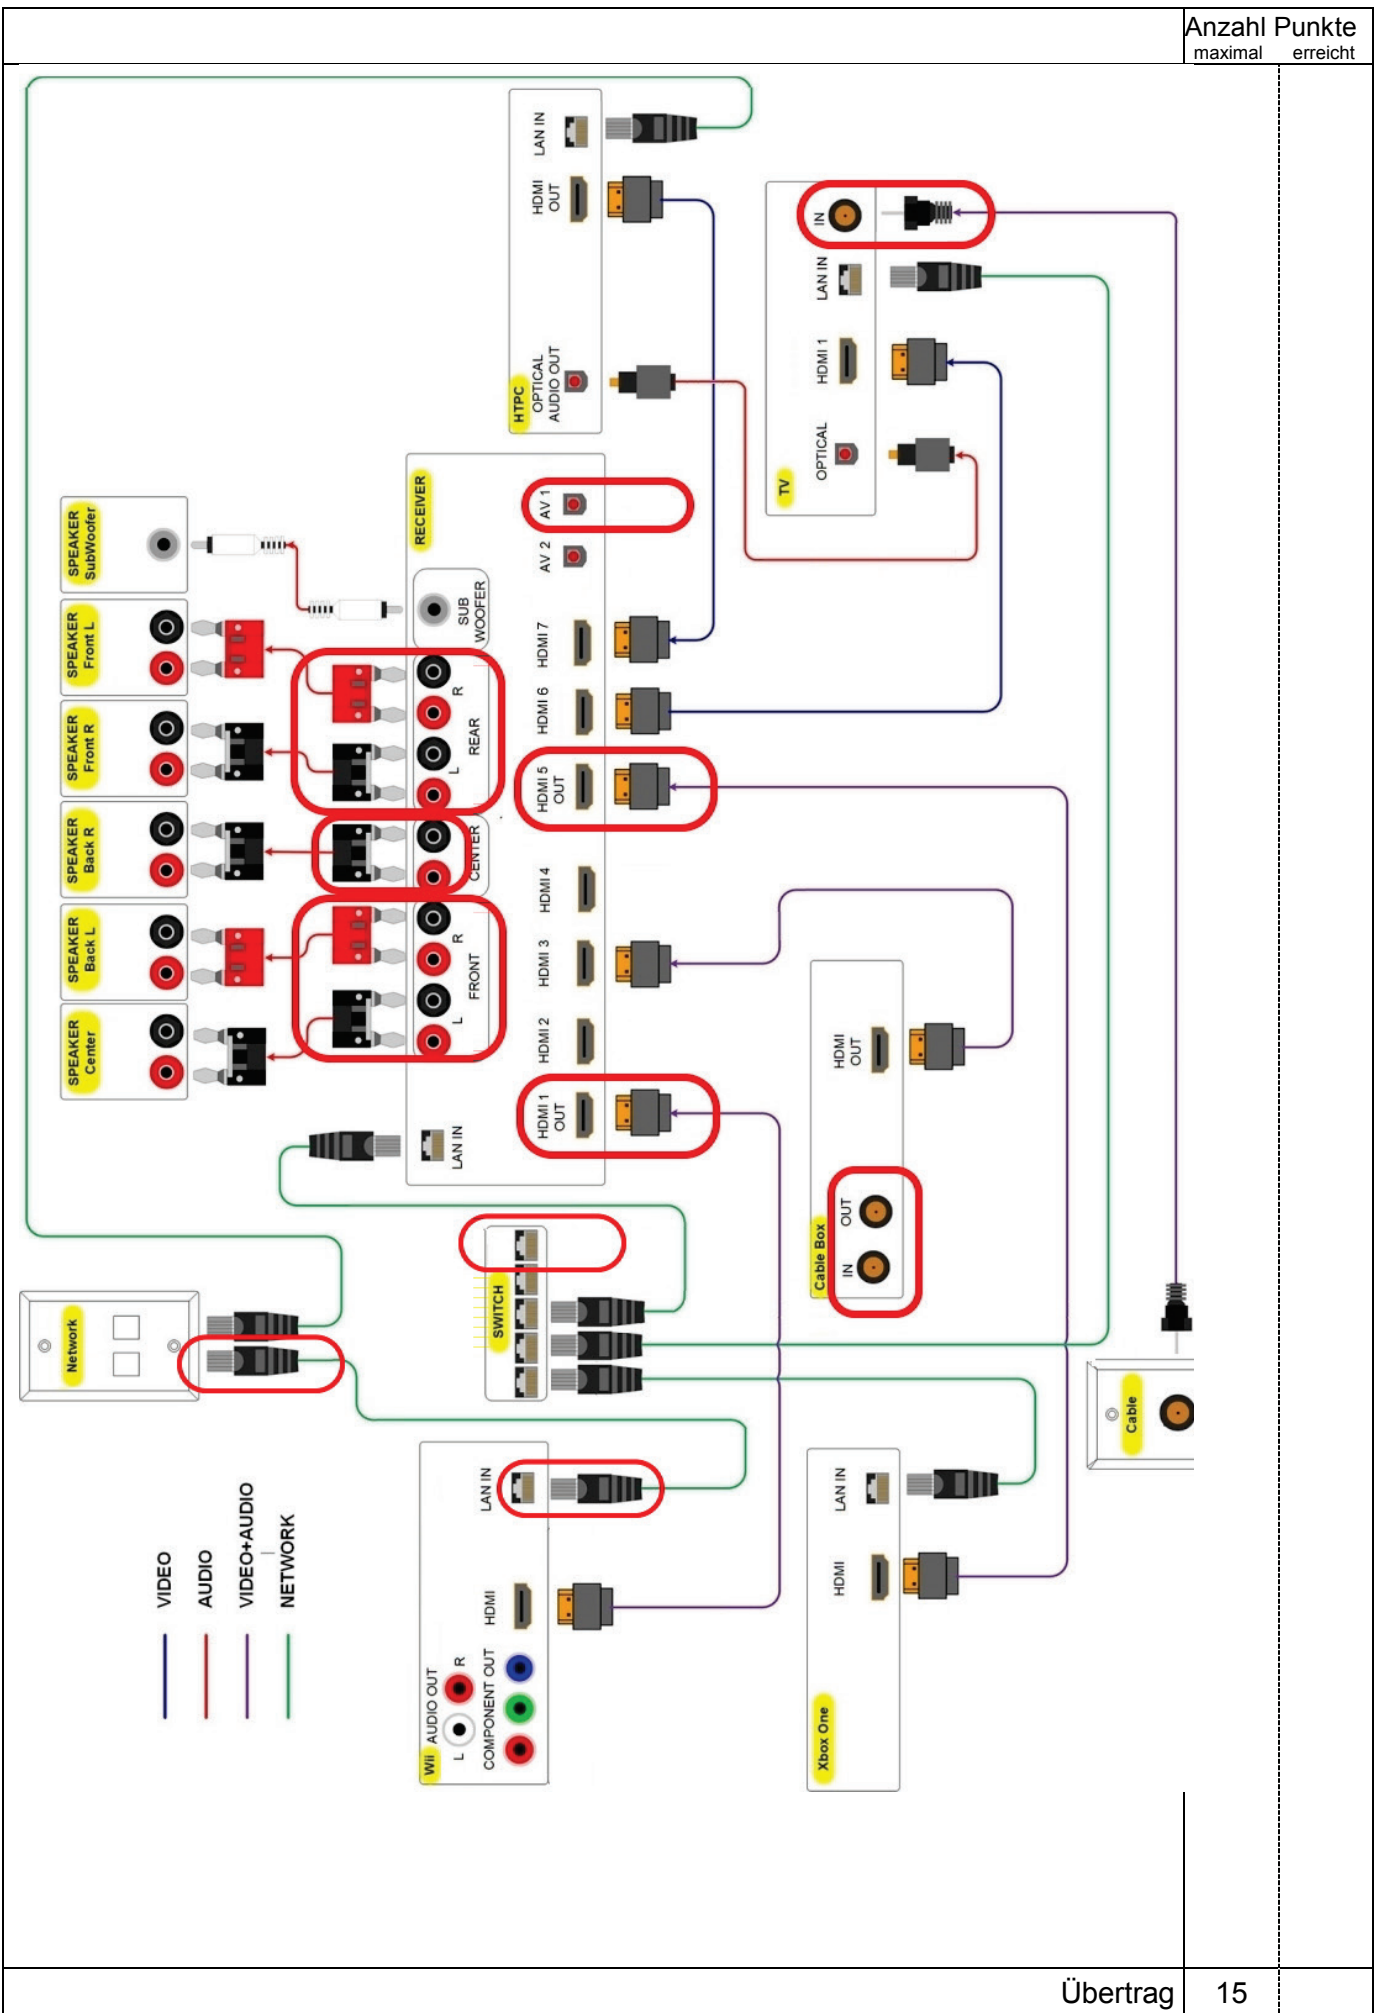 Anzahl Punkte
maximal erreicht
HTPC
OPTICAL
AUDIO OUT
HDMI
OUT
LAN IN
TV
OPTICAL
HDMI 1
LAN IN
IN
RECEIVER
AV 1
AV 2
SUB
WOOFER
HDMI 7
HDMI 6
HDMI 5
OUT
HDMI 4
HDMI 3
HDMI 2
HDMI 1
OUT
LAN IN
R
REAR
L
CENTER
R
FRONT
L
SPEAKER
SubWoofer
SPEAKER
Front L
SPEAKER
Front R
SPEAKER
Back R
SPEAKER
Back L
SPEAKER
Center
Network
SWITCH
Cable Box
IN
OUT
HDMI
OUT
Cable
Wii
AUDIO OUT
L
R
COMPONENT OUT
HDMI
LAN IN
Xbox One
HDMI
LAN IN
VIDEO
AUDIO
VIDEO+AUDIO
NETWORK
Übertrag 15